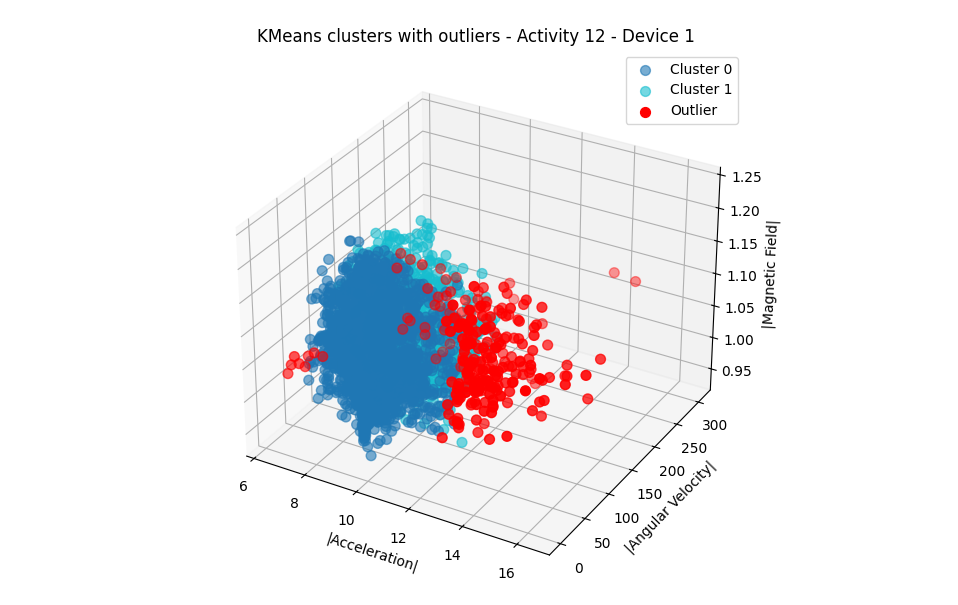 KMeans clusters with outliers - Activity 12 - Device 1
Cluster 0
Cluster 1
Outlier
1.25
1.20
1.15
1.10
1.05
1.00
0.95
|Magnetic Field|
300
250
200
150
100
50
0
|Angular Velocity|
6
8
10
12
14
16
|Acceleration|